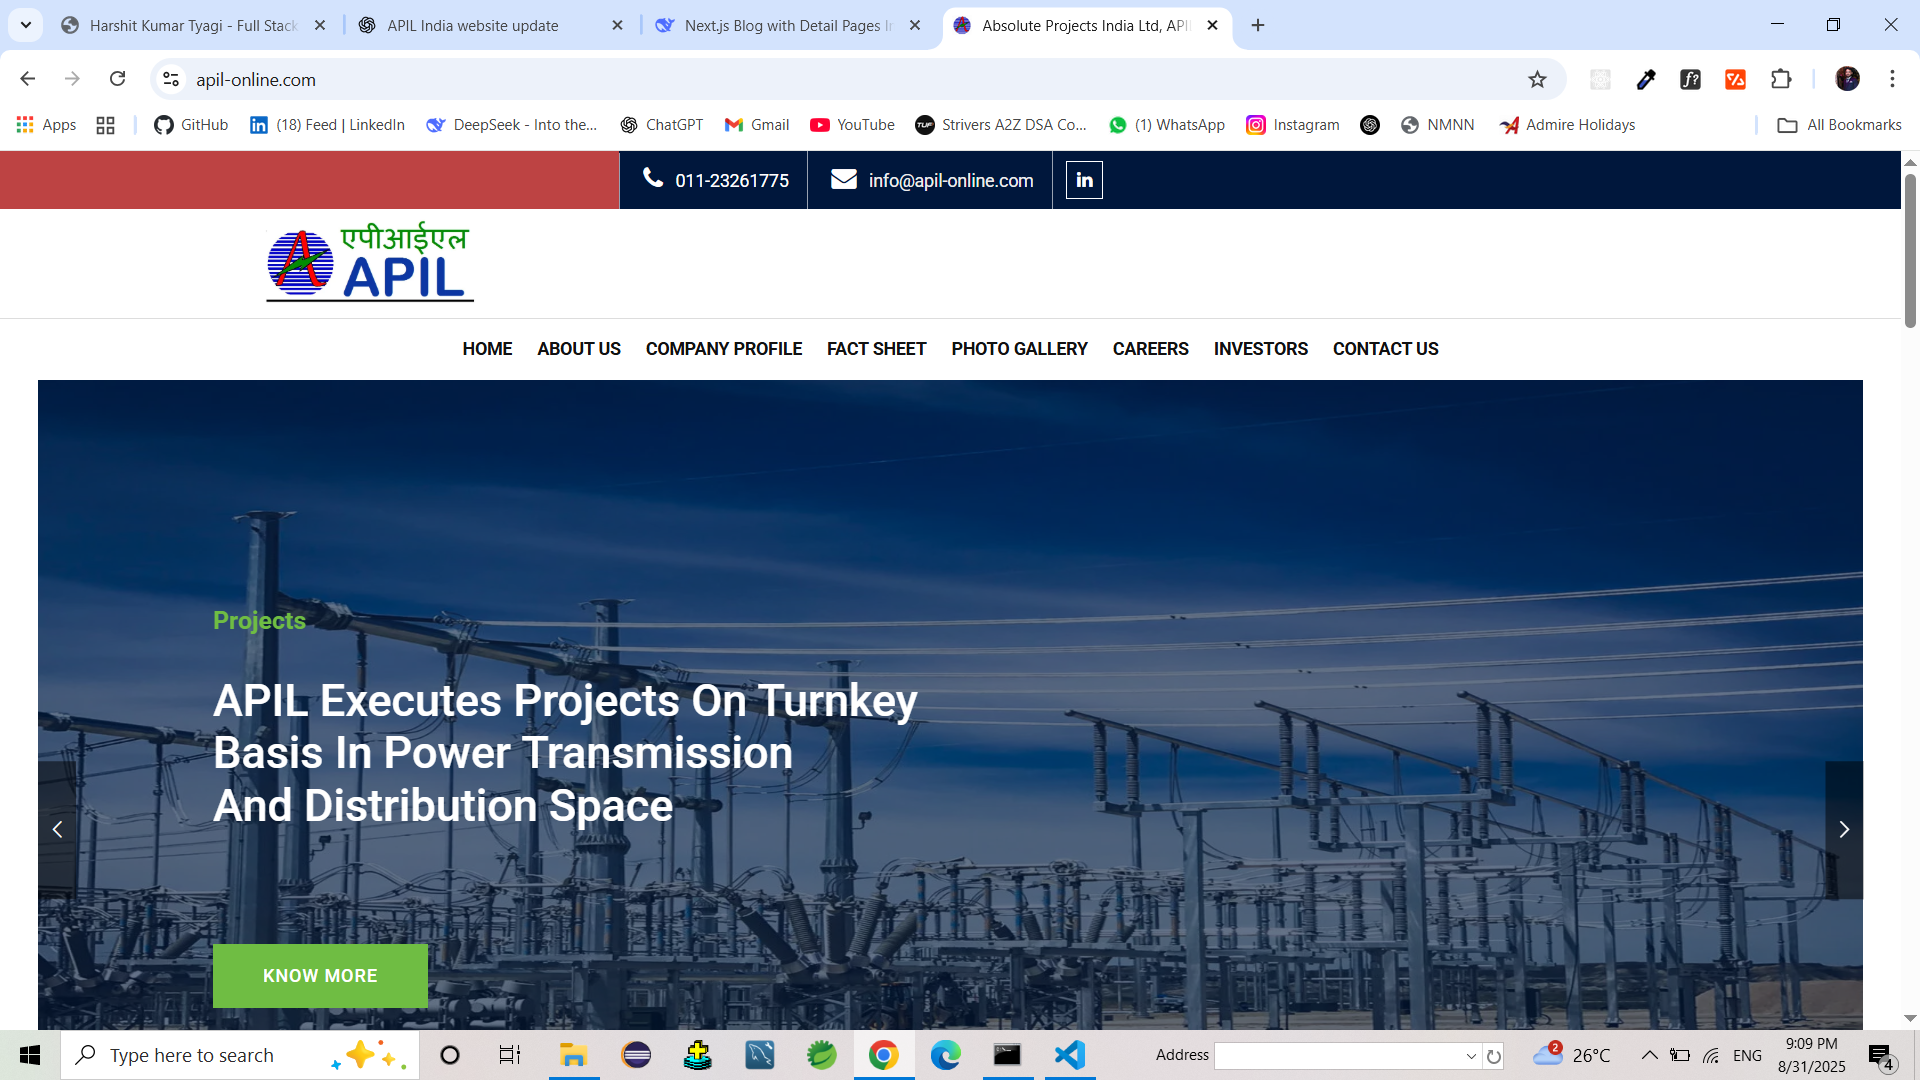 Harshit Kumar Tyagi - Full Stack
APIL India website update
Next.js Blog with Detail Pages In
Absolute Projects India Ltd, API
apil-online.com
Apps
GitHub
(18) Feed | LinkedIn
DeepSeek - Into the...
ChatGPT
Gmail
YouTube
TUF
Strivers A2Z DSA Co...
(1) WhatsApp
Instagram
NMNN
Admire Holidays
All Bookmarks
011-23261775
info@apil-online.com
in
एपीआईएल
APIL
HOME ABOUT US COMPANY PROFILE FACT SHEET PHOTO GALLERY CAREERS INVESTORS CONTACT US
Projects
APIL Executes Projects On Turnkey
Basis In Power Transmission
And Distribution Space
KNOW MORE
Type here to search
Address
2
26°C
ENG
9:09 PM
8/31/2025
4